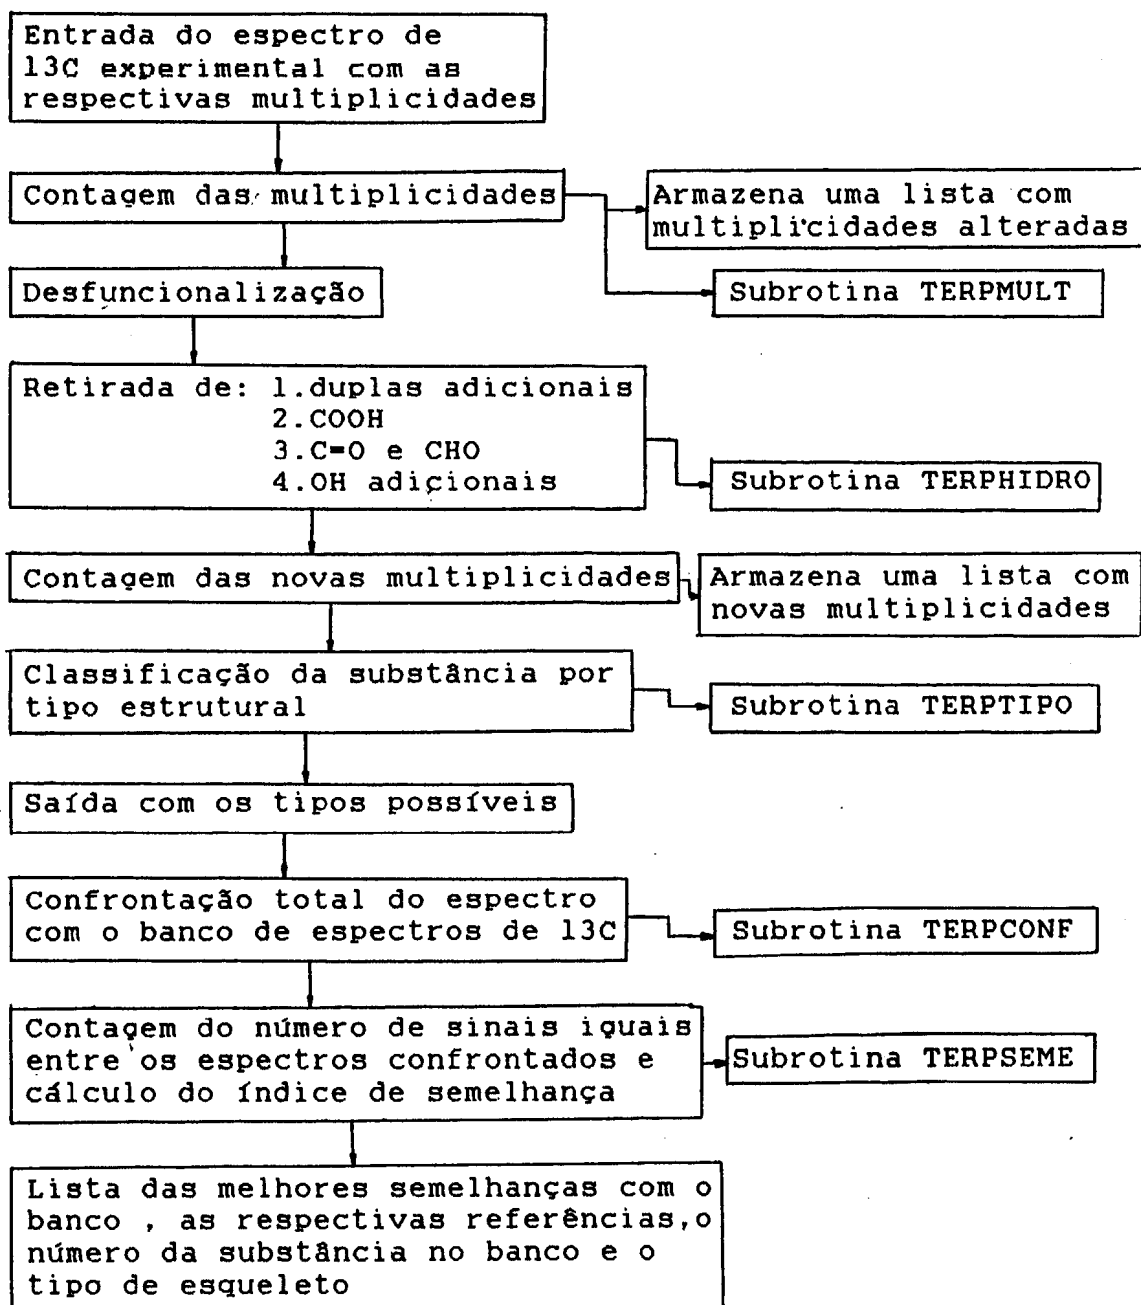 Entrada do espectro de
13C experimental com as
respectivas multiplicidades
Contagem das multiplicidades
Armazena uma lista com
multiplicidades alteradas
Desfuncionalização
Subrotina TERPMULT
Retirada de: 1.duplas adicionais
2.COOH
3.C=O e CHO
4.OH adicionais
Subrotina TERPHIDRO
Contagem das novas multiplicidades
Armazena uma lista com
novas multiplicidades
Classificação da substância por
tipo estrutural
Subrotina TERPTIPO
Saída com os tipos possíveis
Confrontação total do espectro
com o banco de espectros de 13C
Subrotina TERPCONF
Contagem do número de sinais iguais
entre os espectros confrontados e
cálculo do índice de semelhança
Subrotina TERPSEME
Lista das melhores semelhanças com o
banco , as respectivas referências,o
número da substância no banco e o
tipo de esqueleto